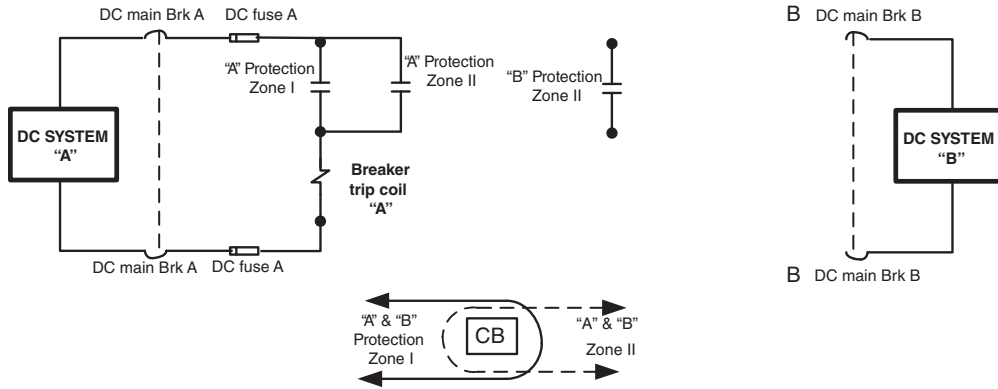 DC main Brk A
DC fuse A
B
DC main Brk B
“A” Protection
Zone I
“A” Protection
Zone II
“B” Protection
Zone II
DC SYSTEM
“A”
DC SYSTEM
“B”
Breaker
trip coil
“A”
DC main Brk A
DC fuse A
B
DC main Brk B
“A” & “B”
Protection
Zone I
CB
“A” & “B”
Zone II